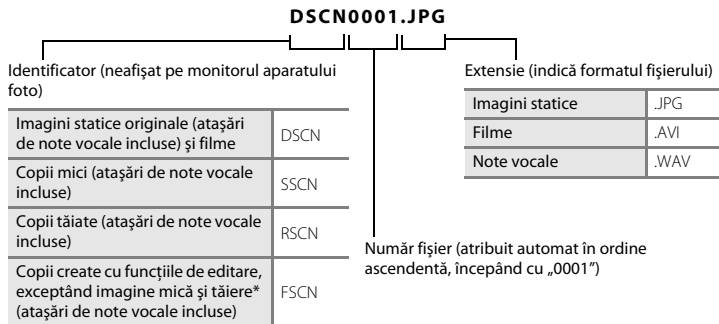 DSCN0001.JPG
Identificator (neafişat pe monitorul aparatului
foto)
Imagini statice originale (ataşări
de note vocale incluse) şi filme
DSCN
Copii mici (ataşări de note vocale
incluse)
SSCN
Copii tăiate (ataşări de note vocale
incluse)
RSCN
Copii create cu funcţiile de editare,
exceptând imagine mică şi tăiere*
(ataşări de note vocale incluse)
FSCN
Extensie (indică formatul fişierului)
Imagini statice .JPG
Filme .AVI
Note vocale .WAV
Număr fişier (atribuit automat în ordine
ascendentă, începând cu „0001”)